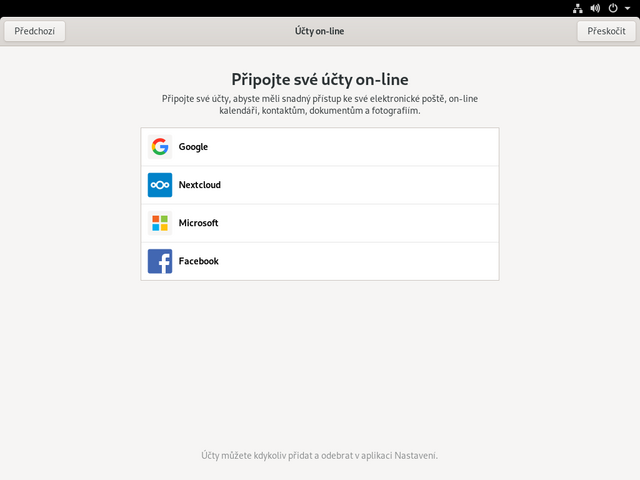 Předchozí
Účty on-line
Přeskočit
Připojte své účty on-line
Připojte své účty, abyste měli snadný přístup ke své elektronické poště, on-line
kalendáři, kontaktům, dokumentům a fotografiím.
Google
Nextcloud
Microsoft
Facebook
Účty můžete kdykoliv přidat a odebrat v aplikaci Nastavení.